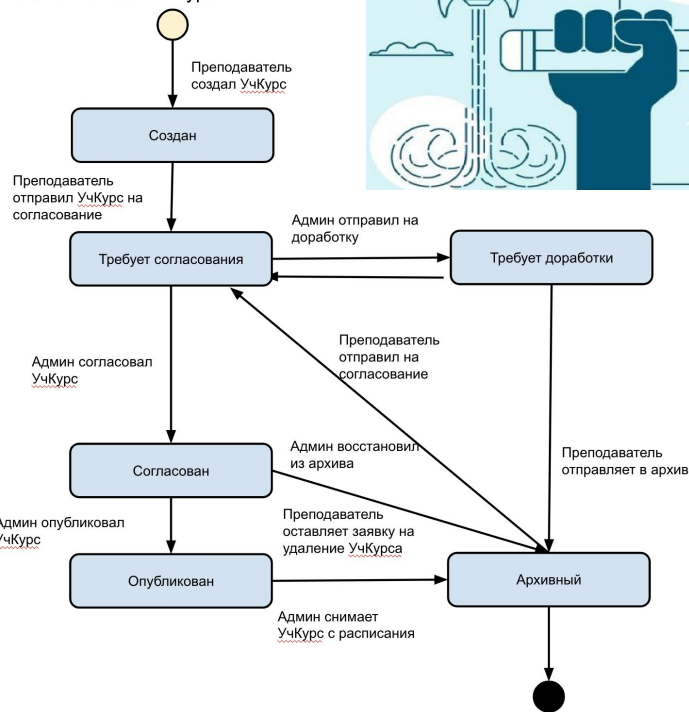 Преподаватель
создал УчКурс
Создан
Преподаватель
отправил УчКурс на
согласование
Админ отправил на
доработку
Требует согласования
Требует доработки
Преподаватель
отправил на
согласование
Админ согласовал
УчКурс
Админ восстановил
из архива
Преподаватель
отправляет в архив
Согласован
Преподаватель
оставляет заявку на
удаление УчКурса
Админ опубликовал
УчКурс
Опубликован
Архивный
Админ снимает
УчКурс с расписания